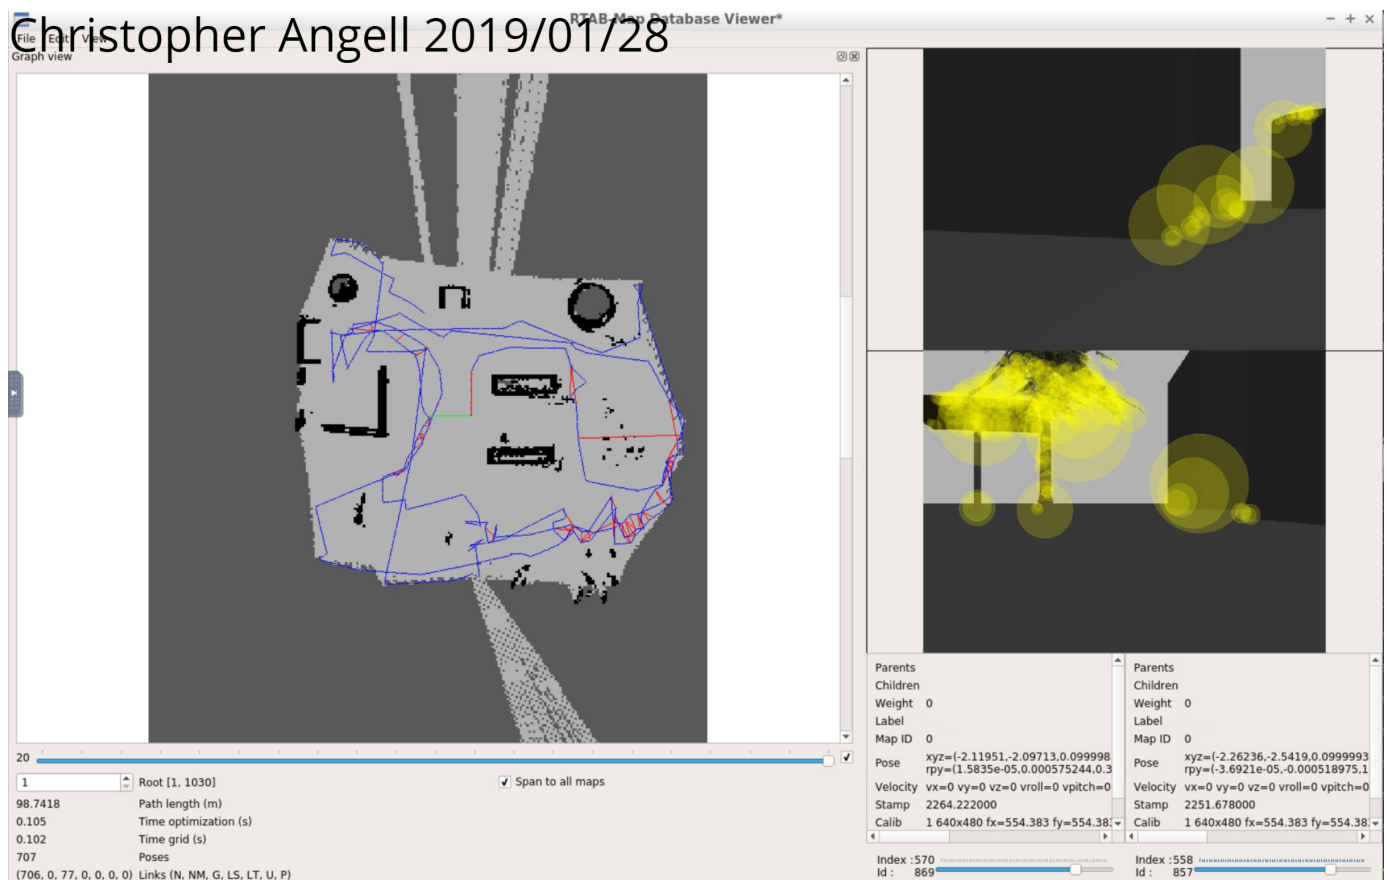 RTAB-Map Database Viewer*
Christopher Angell 2019/01/28
File Edit View
Graph view
20
1 Root [1, 1030] Span to all maps
98.7418 Path length (m)
0.105 Time optimization (s)
0.102 Time grid (s)
707 Poses
(706, 0, 77, 0, 0, 0, 0) Links (N, NM, G, LS, LT, U, P)
Parents
Children
Weight 0
Label
Map ID 0
Pose xyz=(-2.11951,-2.09713,0.099998
rpy=(1.5835e-05,0.000575244,0.3
Velocity vx=0 vy=0 vz=0 vroll=0 vpitch=0
Stamp 2264.222000
Calib 1 640x480 fx=554.383 fy=554.383
Index :570
Id : 869
Parents
Children
Weight 0
Label
Map ID 0
Pose xyz=(-2.26236,-2.5419,0.0999993
rpy=(-3.6921e-05,-0.000518975,1
Velocity vx=0 vy=0 vz=0 vroll=0 vpitch=0
Stamp 2251.678000
Calib 1 640x480 fx=554.383 fy=554.38
Index :558
Id : 857